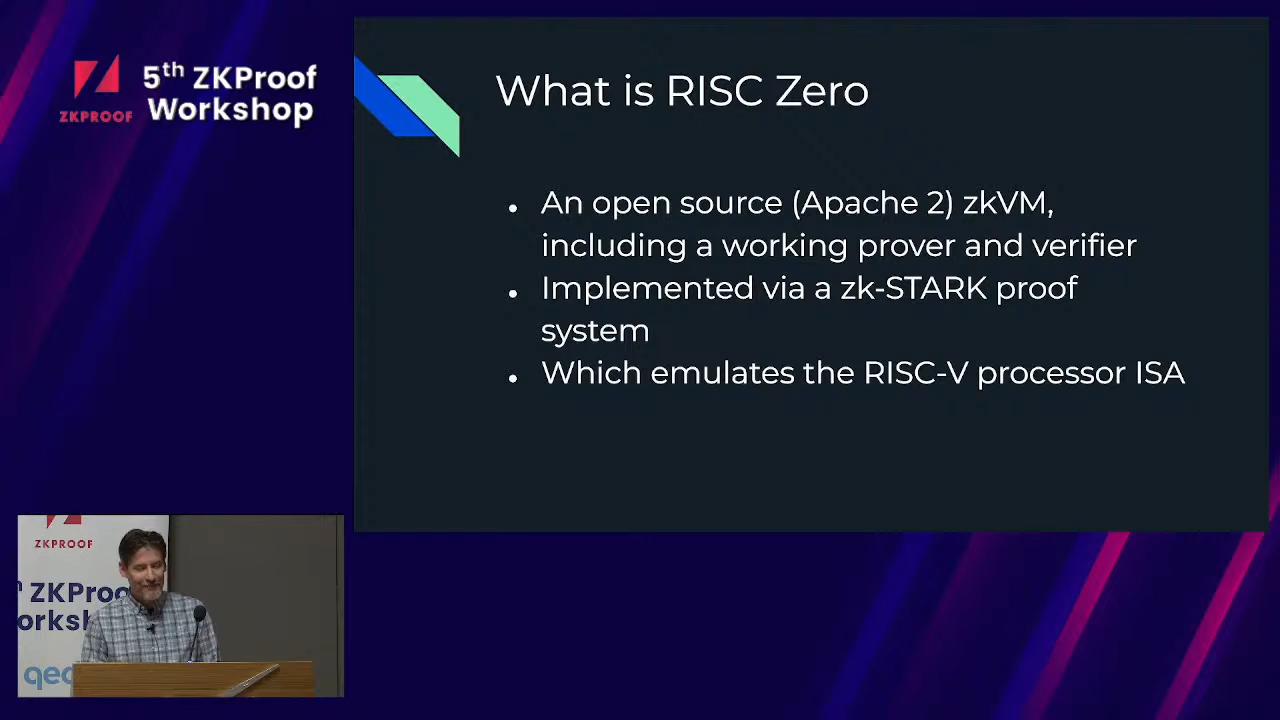 5th ZKProof
Workshop
ZKPROOF
What is RISC Zero
• An open source (Apache 2) zkVM,
including a working prover and verifier
• Implemented via a zk-STARK proof
system
• Which emulates the RISC-V processor ISA
ZKPROOF
ZKProo
orksh
qed